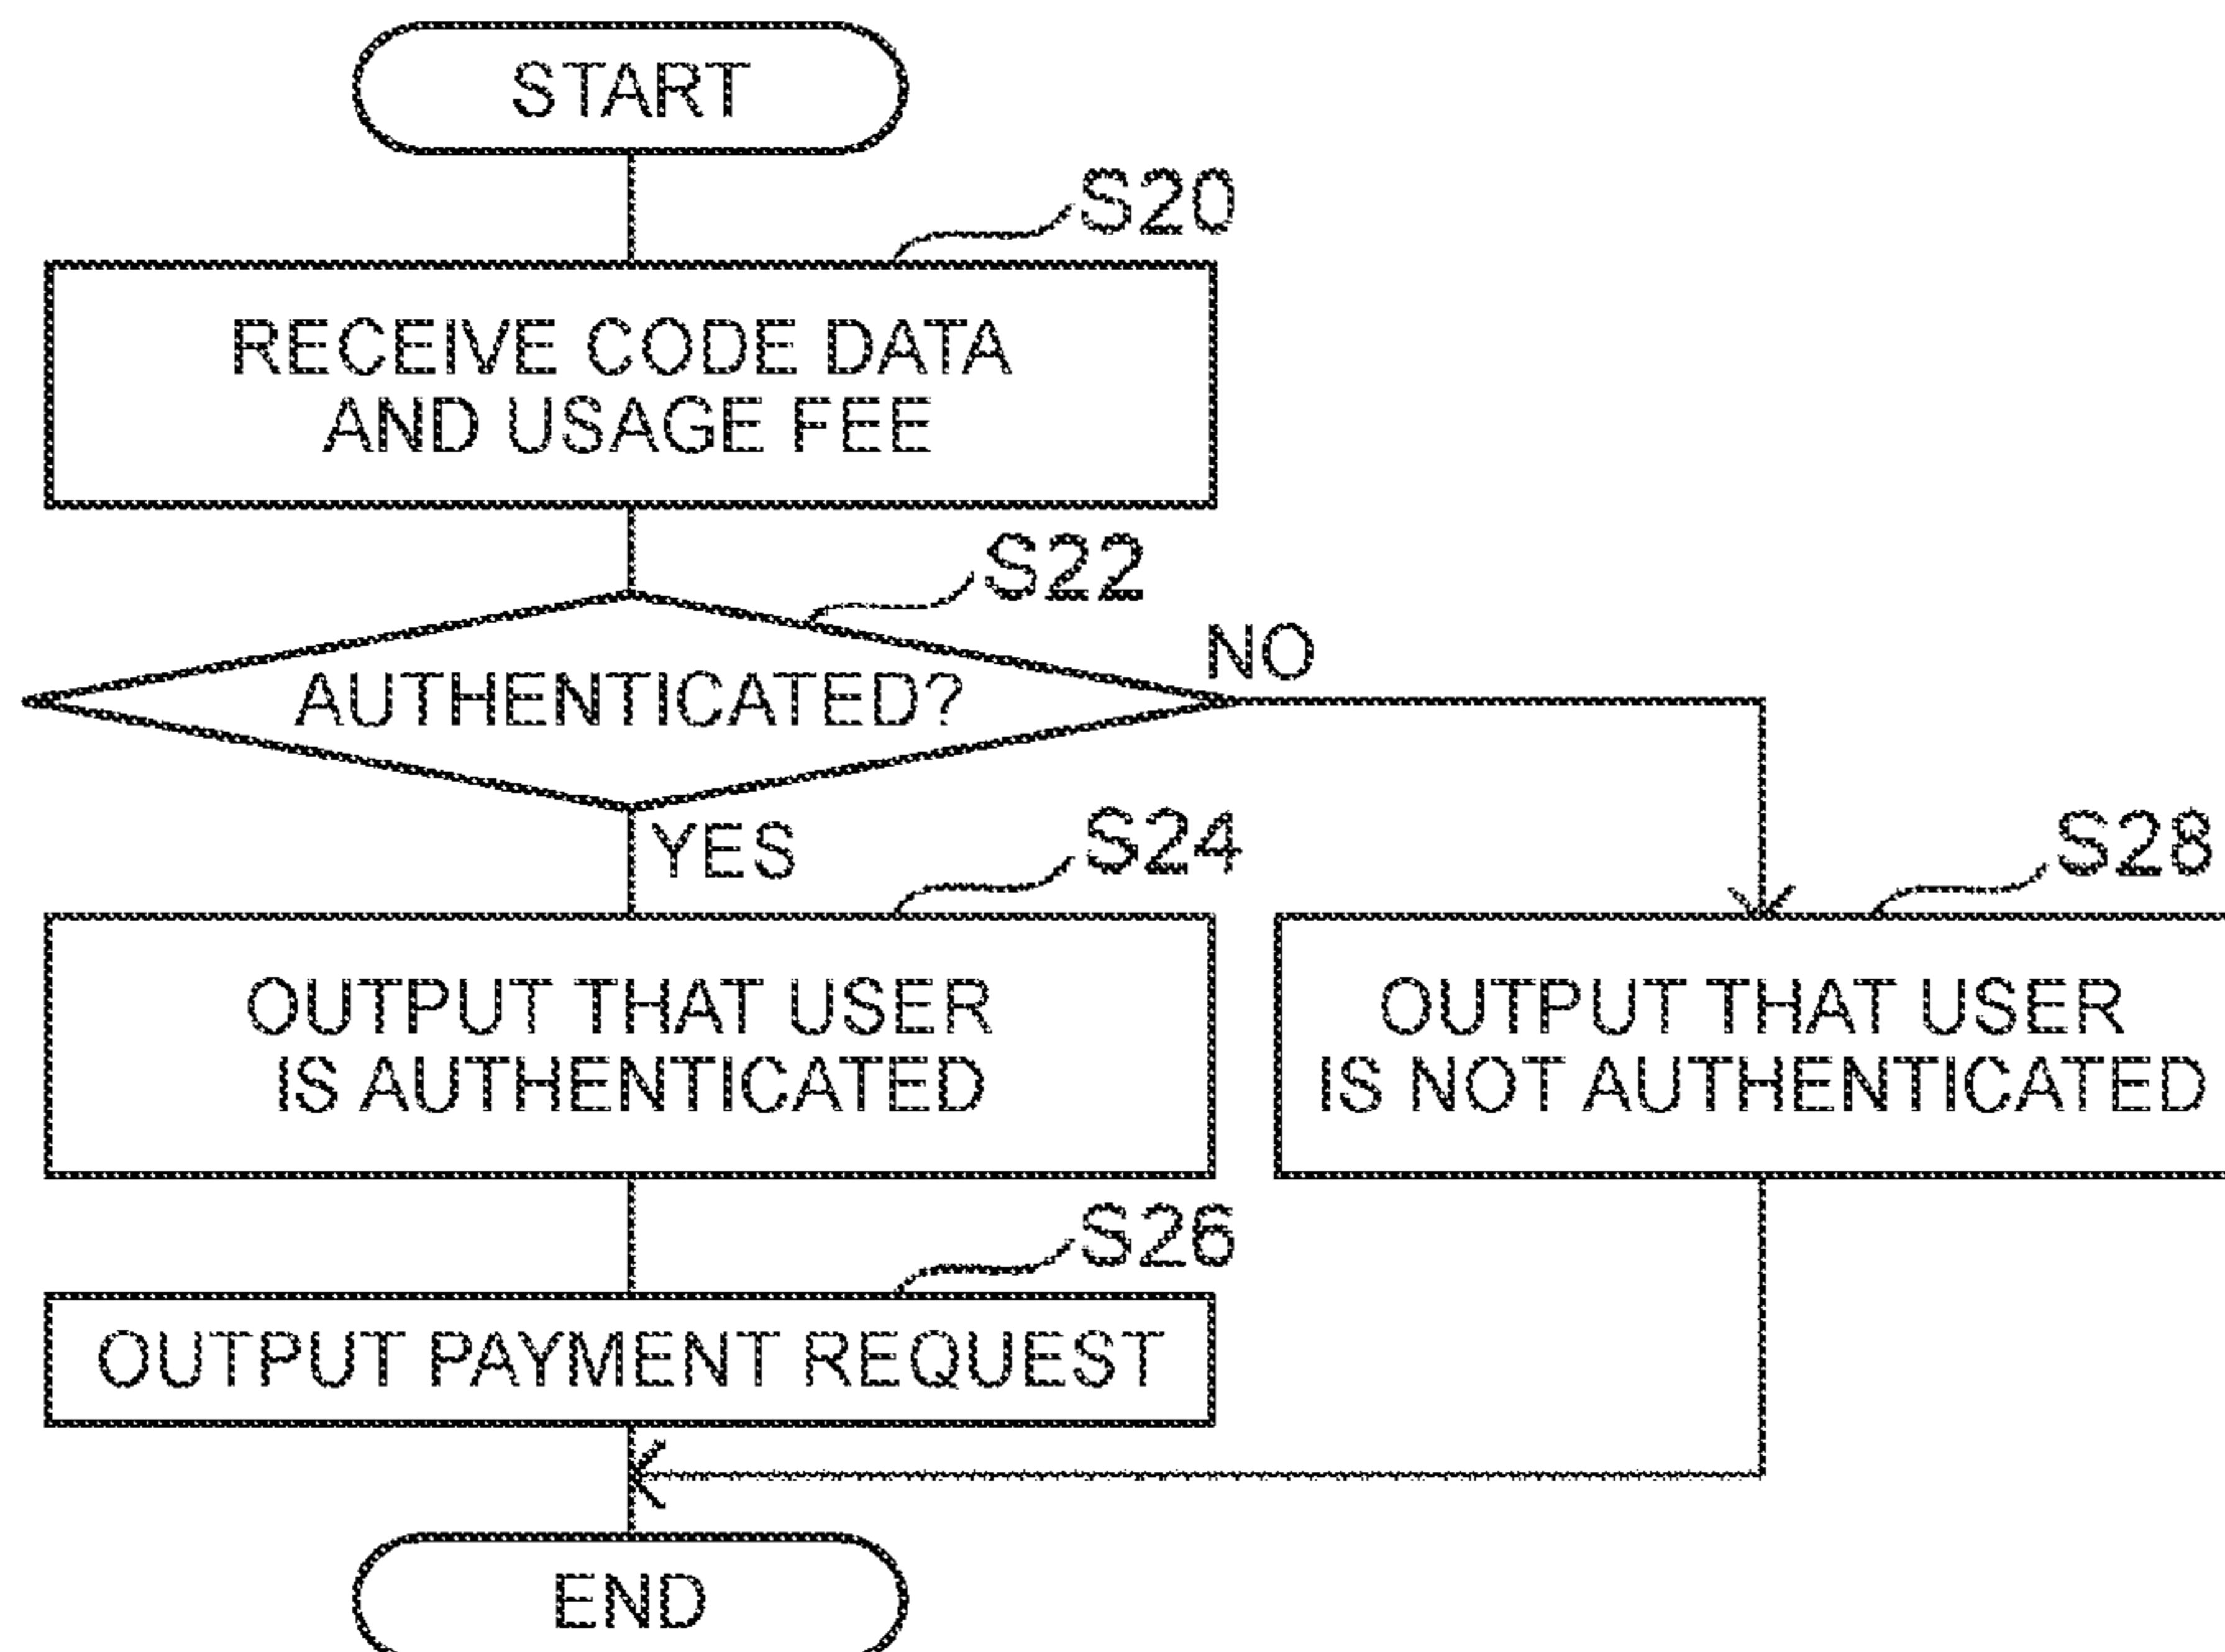 START
S20
RECEIVE CODE DATA
AND USAGE FEE
S22
AUTHENTICATED?
NO
YES
S24
OUTPUT THAT USER
IS AUTHENTICATED
S28
OUTPUT THAT USER
IS NOT AUTHENTICATED
S26
OUTPUT PAYMENT REQUEST
END